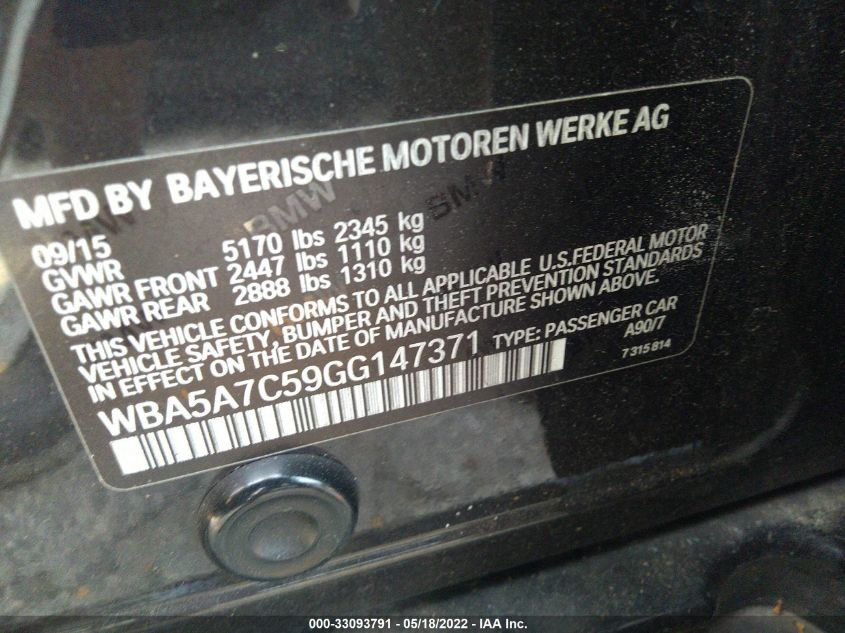 MFD BY BAYERISCHE MOTOREN WERKE AG
09/15
GVWR 5170 lbs 2345 kg
GAWR FRONT 2447 lbs 1110 kg
GAWR REAR 2888 lbs 1310 kg
THIS VEHICLE CONFORMS TO ALL APPLICABLE U.S.FEDERAL MOTOR
VEHICLE SAFETY, BUMPER AND THEFT PREVENTION STANDARDS
IN EFFECT ON THE DATE OF MANUFACTURE SHOWN ABOVE.
WBA5A7C59GG147371 TYPE: PASSENGER CAR
A90/7
7 315 814
BMW
BMW
BMW
000-33093791 - 05/18/2022 - IAA Inc.